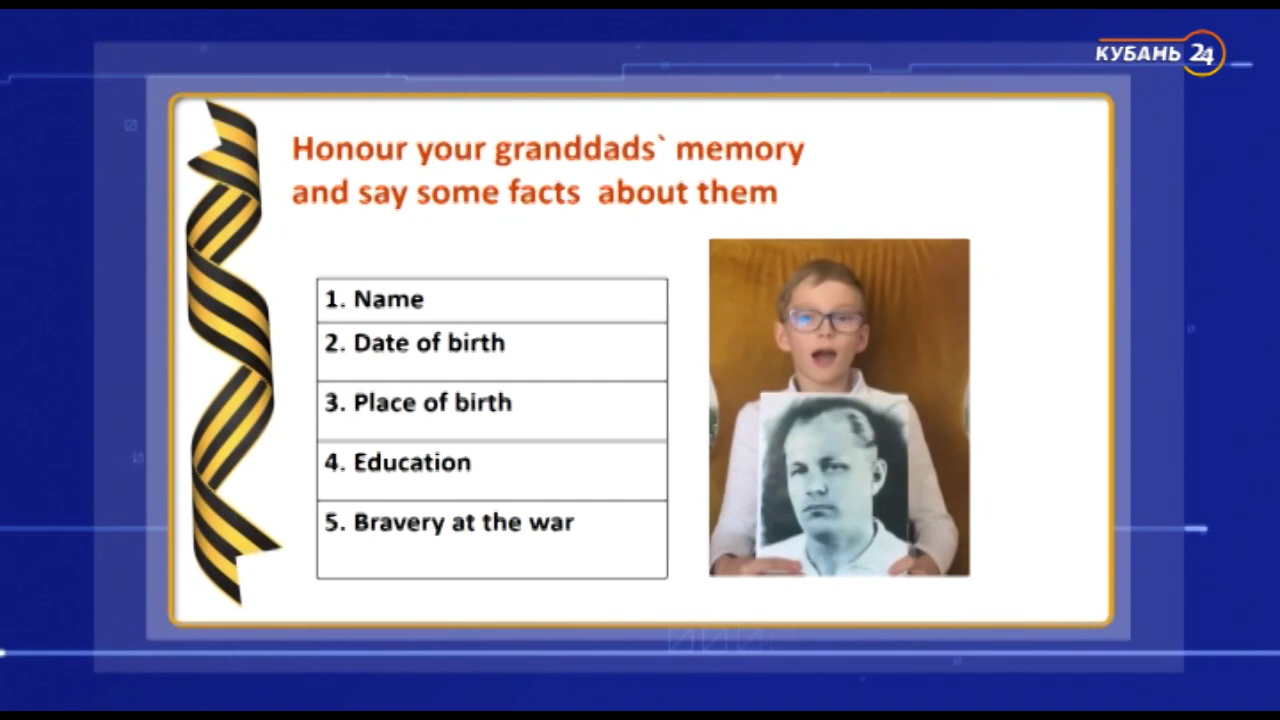 КУБАНЬ 24
Honour your granddads` memory
and say some facts about them
1. Name
2. Date of birth
3. Place of birth
4. Education
5. Bravery at the war